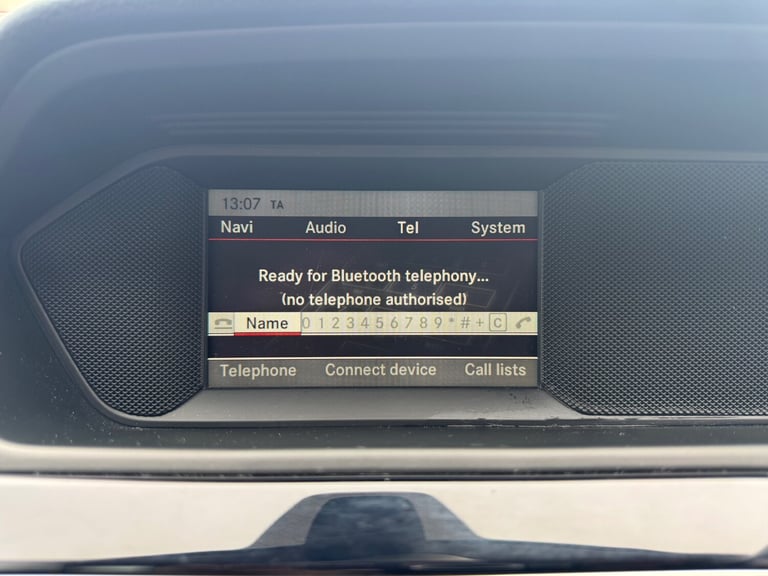 13:07 TA
Navi Audio Tel System
Ready for Bluetooth telephony...
(no telephone authorised)
Name 0 1 2 3 4 5 6 7 8 9 * # + C
Telephone Connect device Call lists